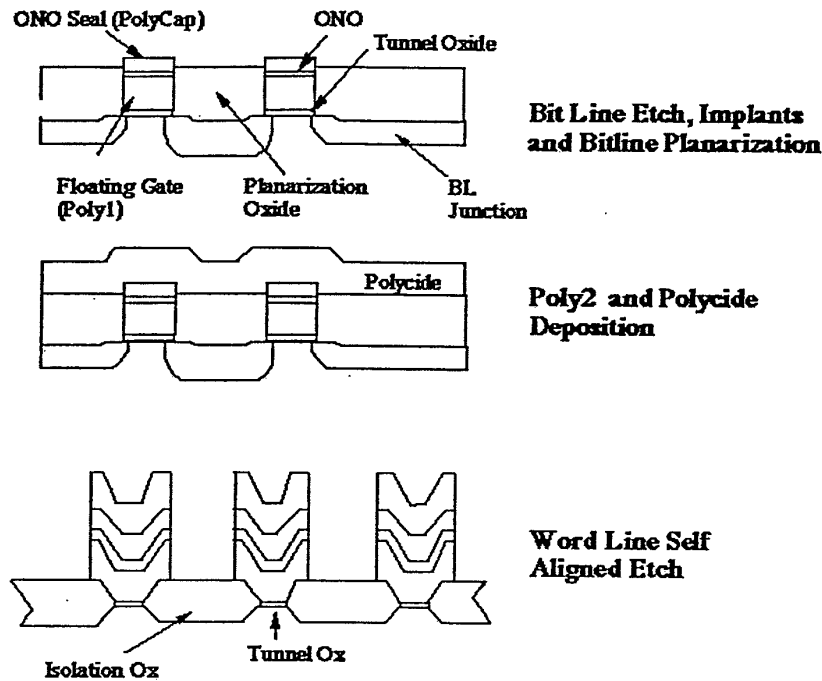 ONO Seal (PolyCap)
ONO
Tunnel Oxide
Bit Line Etch, Implants
and Bitline Planarization
Floating Gate
(Poly1)
Planarization
Oxide
BL
Junction
Polycide
Poly2 and Polycide
Deposition
Word Line Self
Aligned Etch
Isolation Ox
Tunnel Ox